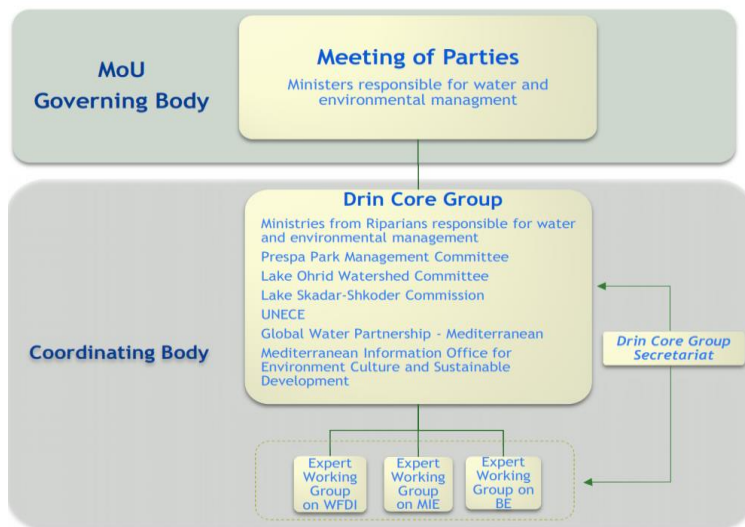 MoU
Governing Body
Meeting of Parties
Ministers responsible for water and
environmental managment
Coordinating Body
Drin Core Group
Ministries from Riparians responsible for water
and environmental management
Prespa Park Management Committee
Lake Ohrid Watershed Committee
Lake Skadar-Shkoder Commission
UNECE
Global Water Partnership - Mediterranean
Mediterranean Information Office for
Environment Culture and Sustainable
Development
Drin Core Group
Secretariat
Expert
Working
Group
on WFDI
Expert
Working
Group
on MIE
Expert
Working
Group on
BE